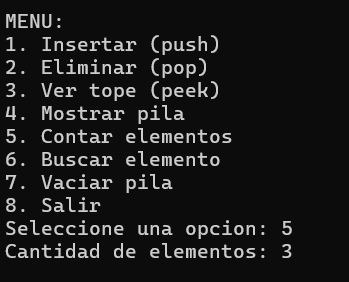 MENU:
1. Insertar (push)
2. Eliminar (pop)
3. Ver tope (peek)
4. Mostrar pila
5. Contar elementos
6. Buscar elemento
7. Vaciar pila
8. Salir
Seleccione una opcion: 5
Cantidad de elementos: 3